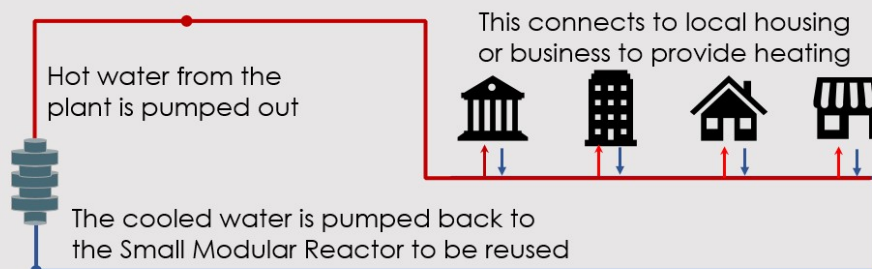 This connects to local housing
or business to provide heating
Hot water from the
plant is pumped out
The cooled water is pumped back to
the Small Modular Reactor to be reused